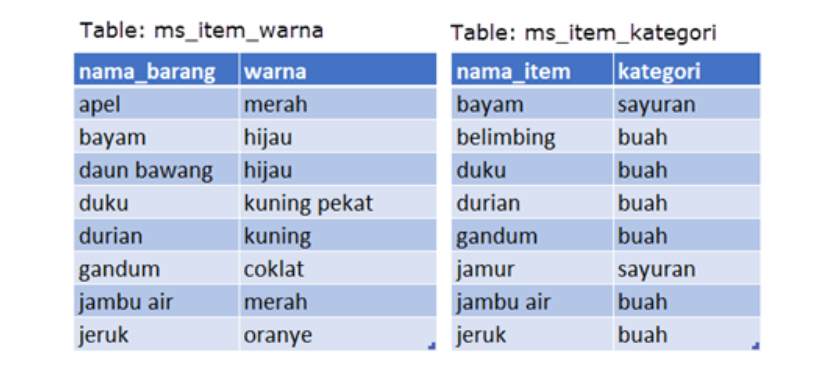 Table: ms_item_warna
nama_barang warna
apel merah
bayam hijau
daun bawang hijau
duku kuning pekat
durian kuning
gandum coklat
jambu air merah
jeruk oranye
Table: ms_item_kategori
nama_item kategori
bayam sayuran
belimbing buah
duku buah
durian buah
gandum buah
jamur sayuran
jambu air buah
jeruk buah